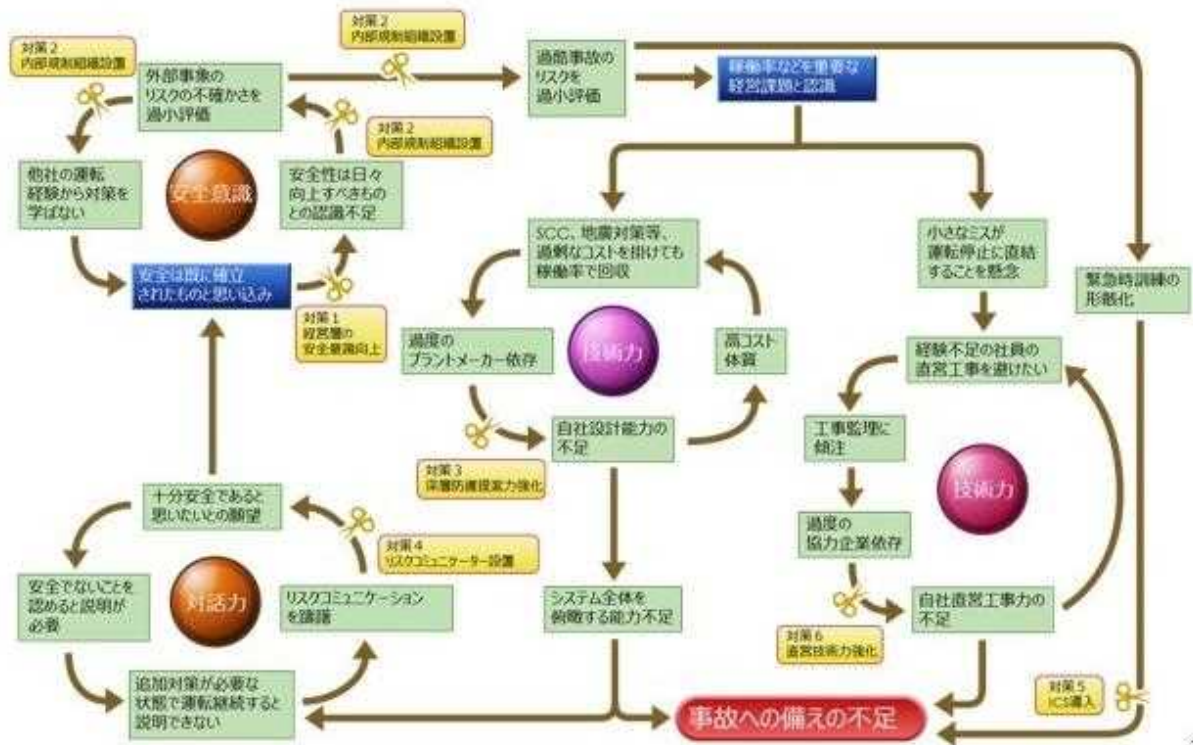 対策2
内部規制組織設置
対策2
内部規制組織設置
外部事象の
リスクの不確かさを
過小評価
過酷事故の
リスクを
過小評価
稼働率などを重要な
経営課題と認識
対策2
内部規制組織設置
他社の運転
経験から対策を
学ばない
安全意識
安全性は日々
向上すべきもの
との認識不足
安全は既に確立
されたものと思い込み
対策1
経営層の
安全意識向上
SCC、地震対策等、
過剰なコストを掛けても
稼働率で回収
小さなミスが
運転停止に直結
することを懸念
緊急時訓練の
形骸化
過度の
プラントメーカー依存
技術力
高コスト
体質
経験不足の社員の
直営工事を避けたい
自社設計能力の
不足
対策3
深層防護提案力強化
工事監理に
傾注
技術力
過度の
協力企業依存
十分安全であると
思いたいとの願望
対策4
リスクコミュニケーター設置
安全でないことを
認めると説明が
必要
対話力
リスクコミュニケーション
を躊躇
システム全体を
俯瞰する能力不足
自社直営工事力の
不足
対策6
直営技術力強化
追加対策が必要な
状態で運転継続すると
説明できない
事故への備えの不足
対策5
ICS導入